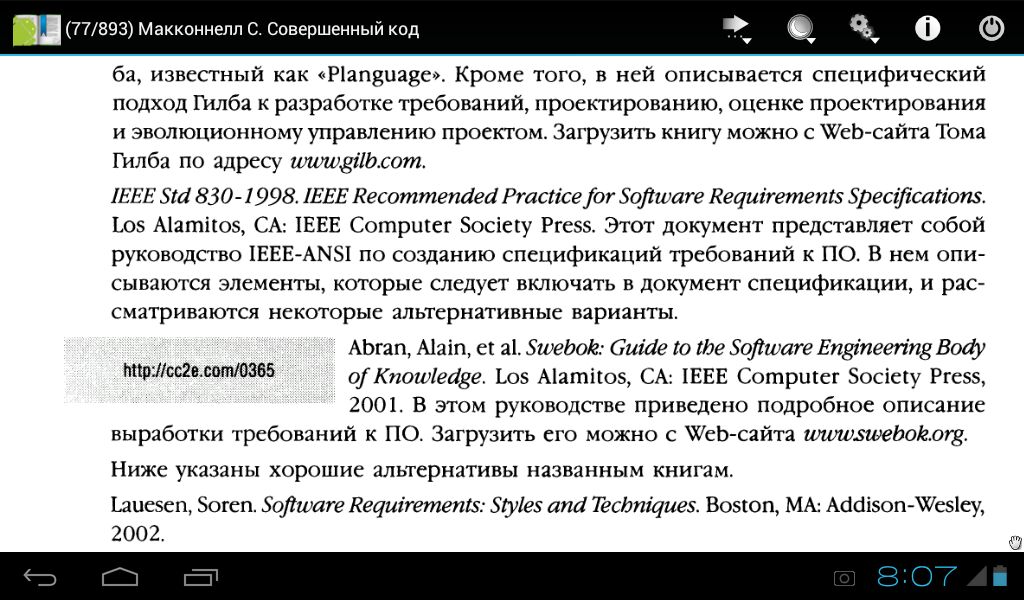 (77/893) Макконнелл С. Совершенный код
ба, известный как «Planguage». Кроме того, в ней описывается специфический
подход Гилба к разработке требований, проектированию, оценке проектирования
и эволюционному управлению проектом. Загрузить книгу можно с Web-сайта Тома
Гилба по адресу www.gilb.com.
IEEE Std 830-1998. IEEE Recommended Practice for Software Requirements Specifications.
Los Alamitos, CA: IEEE Computer Society Press. Этот документ представляет собой
руководство IEEE-ANSI по созданию спецификаций требований к ПО. В нем опи-
сываются элементы, которые следует включать в документ спецификации, и рас-
сматриваются некоторые альтернативные варианты.
http://cc2e.com/0365
Abran, Alain, et al. Swebok: Guide to the Software Engineering Body
of Knowledge. Los Alamitos, CA: IEEE Computer Society Press,
2001. В этом руководстве приведено подробное описание
выработки требований к ПО. Загрузить его можно с Web-сайта www.swebok.org.
Ниже указаны хорошие альтернативы названным книгам.
Lauesen, Soren. Software Requirements: Styles and Techniques. Boston, MA: Addison-Wesley,
2002.
8:07